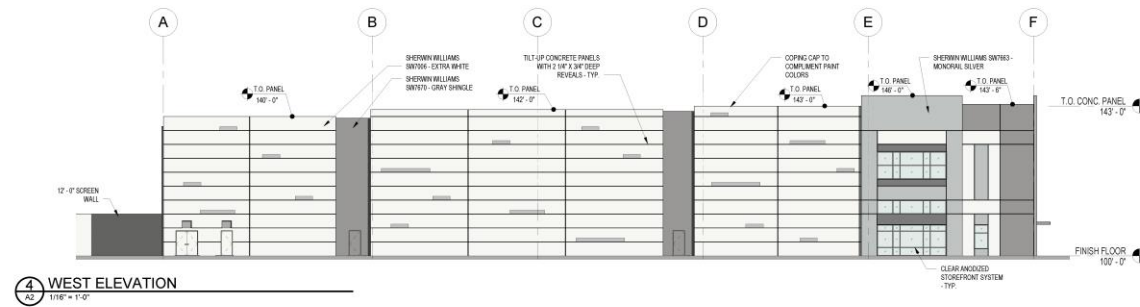 A
B
C
D
E
F
SHERWIN WILLIAMS
SW7006 - EXTRA WHITE
SHERWIN WILLIAMS
SW7670 - GRAY SHINGLE
TILT-UP CONCRETE PANELS
WITH 2 1/4" X 3/4" DEEP
REVEALS - TYP.
COPING CAP TO
COMPLIMENT PAINT
COLORS
SHERWIN WILLIAMS SW7663 -
MONORAIL SILVER
T.O. PANEL
140' - 0"
T.O. PANEL
142' - 0"
T.O. PANEL
143' - 0"
T.O. PANEL
146' - 0"
T.O. PANEL
143' - 6"
T.O. CONC. PANEL
143' - 0"
12' - 0" SCREEN
WALL
FINISH FLOOR
100' - 0"
CLEAR ANODIZED
STOREFRONT SYSTEM
- TYP.
4
A2
WEST ELEVATION
1/16" = 1'-0"